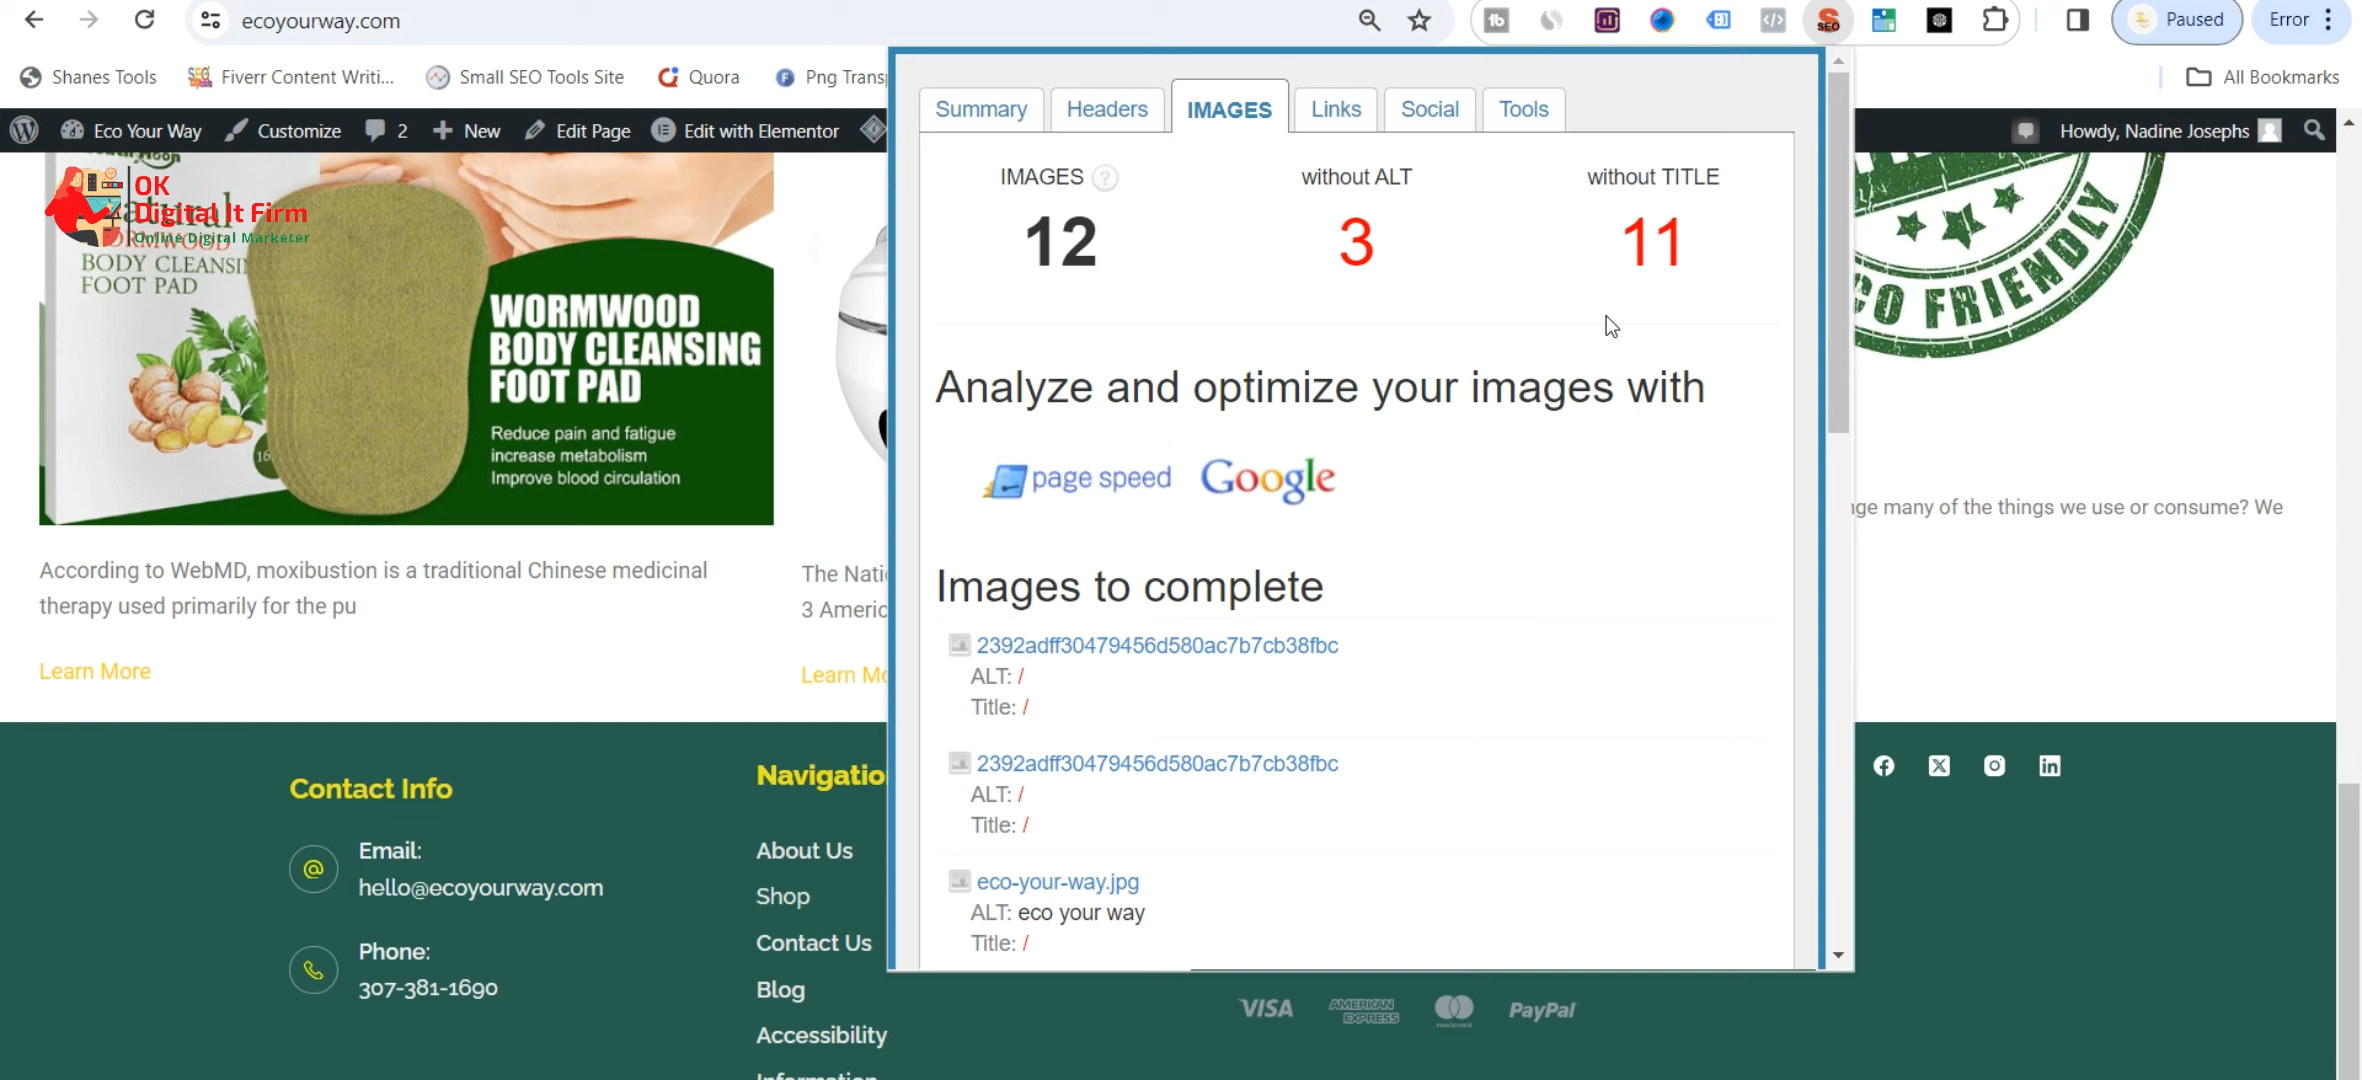 ecoyourway.com
Paused
Error
Shanes Tools
Fiverr Content Writi...
Small SEO Tools Site
Quora
Png Trans
All Bookmarks
Eco Your Way
Customize
2
New
Edit Page
Edit with Elementor
Howdy, Nadine Josephs
OK
Digital It Firm
Online Digital Marketer
BODY CLEANSI
FOOT PAD
WORMWOOD
BODY CLEANSING
FOOT PAD
Reduce pain and fatigue
increase metabolism
Improve blood circulation
According to WebMD, moxibustion is a traditional Chinese medicinal
therapy used primarily for the pu
Learn More
The Nati
3 Americ
Learn Mo
Summary
Headers
IMAGES
Links
Social
Tools
IMAGES ?
without ALT
without TITLE
12
3
11
Analyze and optimize your images with
page speed
Google
Images to complete
2392adff30479456d580ac7b7cb38fbc
ALT: /
Title: /
2392adff30479456d580ac7b7cb38fbc
ALT: /
Title: /
eco-your-way.jpg
ALT: eco your way
Title: /
CO FRIENDLY
nge many of the things we use or consume? We
Contact Info
Email:
hello@ecoyourway.com
Phone:
307-381-1690
Navigatio
About Us
Shop
Contact Us
Blog
Accessibility
VISA
AMERICAN
EXPRESS
mastercard
PayPal